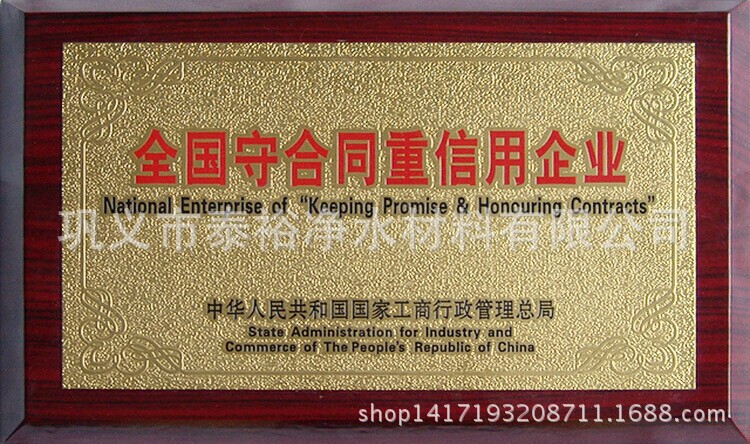 全国守合同重信用企业
National Enterprise of "Keeping Promise & Honouring Contracts"
巩义市泰裕净水材料有限公司
中华人民共和国国家工商行政管理总局
State Administration for Industry and
Commerce of The People's Republic of China
shop1417193208711.1688.com